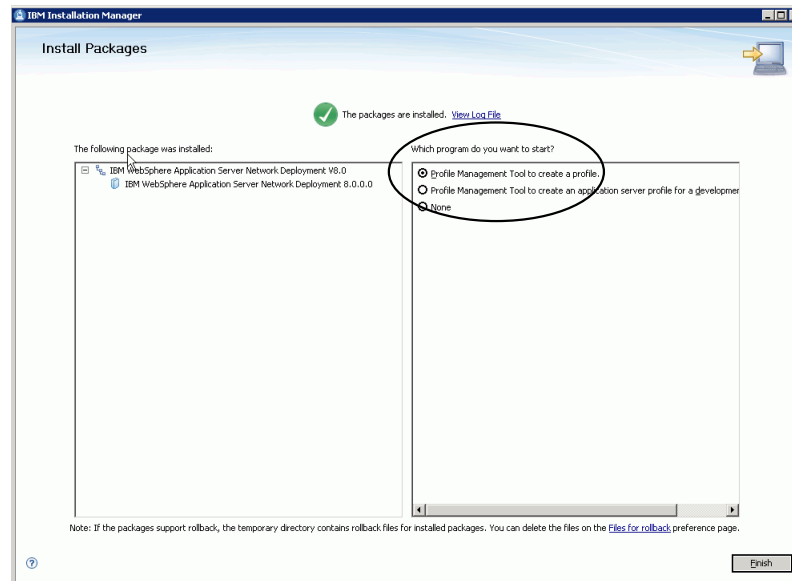 IBM Installation Manager
Install Packages
The packages are installed. View Log File
The following package was installed:
IBM WebSphere Application Server Network Deployment V8.0
IBM WebSphere Application Server Network Deployment 8.0.0.0
Which program do you want to start?
Profile Management Tool to create a profile.
Profile Management Tool to create an application server profile for a developmen
None
Note: If the packages support rollback, the temporary directory contains rollback files for installed packages. You can delete the files on the Files for rollback preference page.
Finish